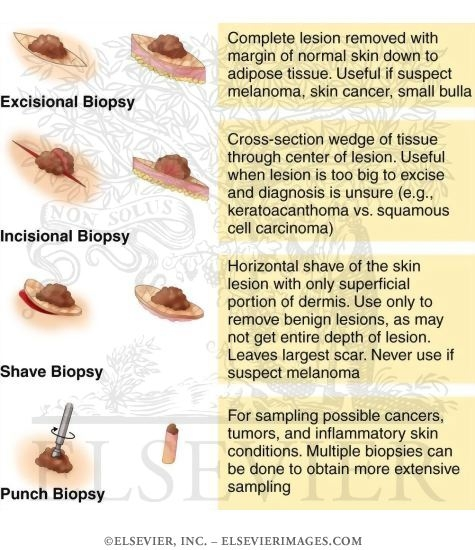 Complete lesion removed with
margin of normal skin down to
adipose tissue. Useful if suspect
melanoma, skin cancer, small bulla
Excisional Biopsy
Cross-section wedge of tissue
through center of lesion. Useful
when lesion is too big to excise
and diagnosis is unsure (e.g.,
keratoacanthoma vs. squamous
cell carcinoma)
Incisional Biopsy
Horizontal shave of the skin
lesion with only superficial
portion of dermis. Use only to
remove benign lesions, as may
not get entire depth of lesion.
Leaves largest scar. Never use if
suspect melanoma
Shave Biopsy
For sampling possible cancers,
tumors, and inflammatory skin
conditions. Multiple biopsies can
be done to obtain more extensive
sampling
Punch Biopsy
NON SOLUS
ELSEVIER
©ELSEVIER, INC. – ELSEVIERIMAGES.COM